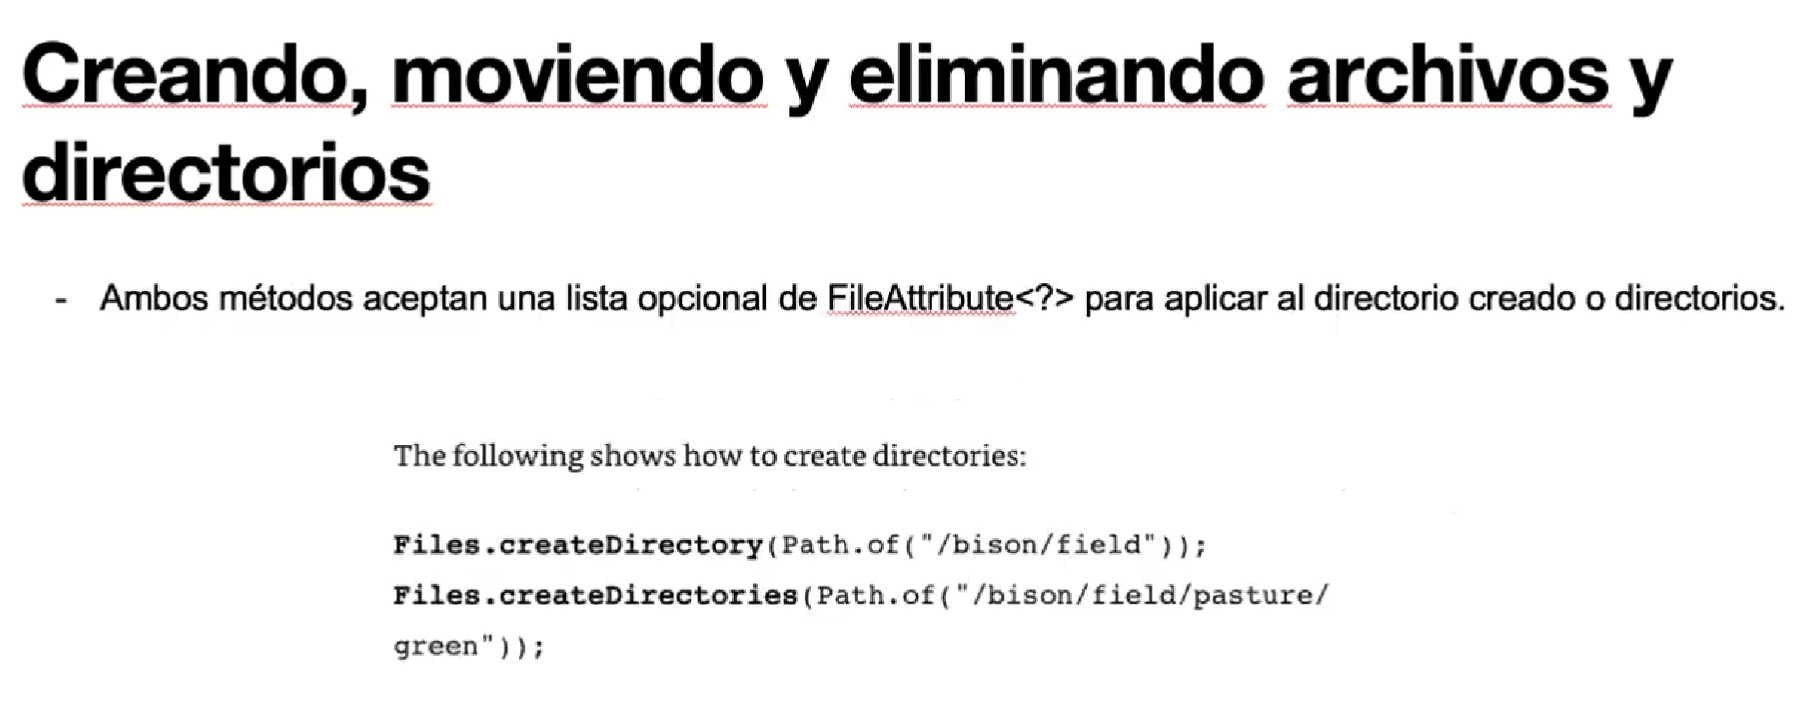 Creando, moviendo y eliminando archivos y
directorios
- Ambos métodos aceptan una lista opcional de FileAttribute<?> para aplicar al directorio creado o directorios.
The following shows how to create directories:
Files.createDirectory(Path.of("/bison/field"));
Files.createDirectories(Path.of("/bison/field/pasture/
green"));